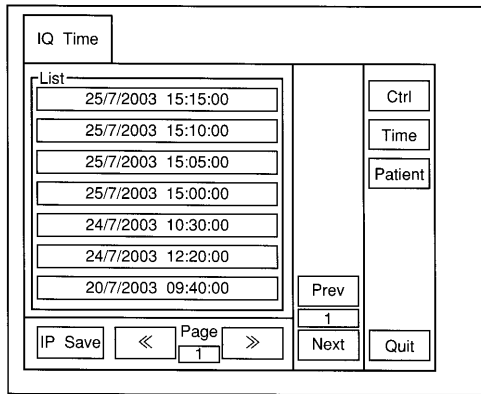 IQ Time
List
25/7/2003 15:15:00
25/7/2003 15:10:00
25/7/2003 15:05:00
25/7/2003 15:00:00
24/7/2003 10:30:00
24/7/2003 12:20:00
20/7/2003 09:40:00
IP Save
≪
Page
1
≫
Prev
1
Next
Ctrl
Time
Patient
Quit